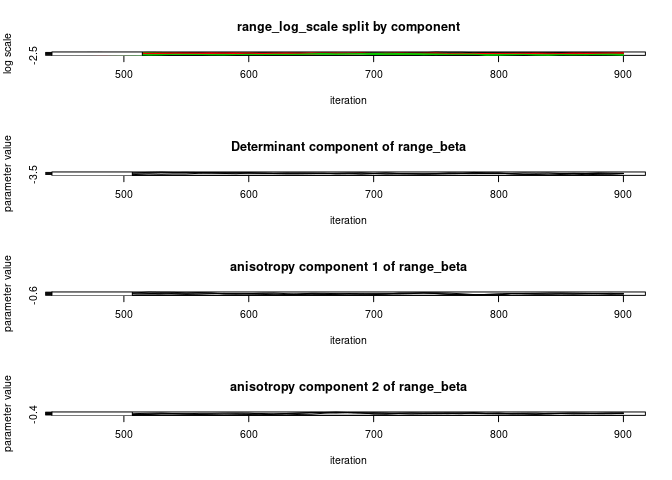 range_log_scale split by component
log scale
-2.5
500 600 700 800 900
iteration
Determinant component of range_beta
parameter value
-3.5
500 600 700 800 900
iteration
anisotropy component 1 of range_beta
parameter value
-0.6
500 600 700 800 900
iteration
anisotropy component 2 of range_beta
parameter value
-0.4
500 600 700 800 900
iteration